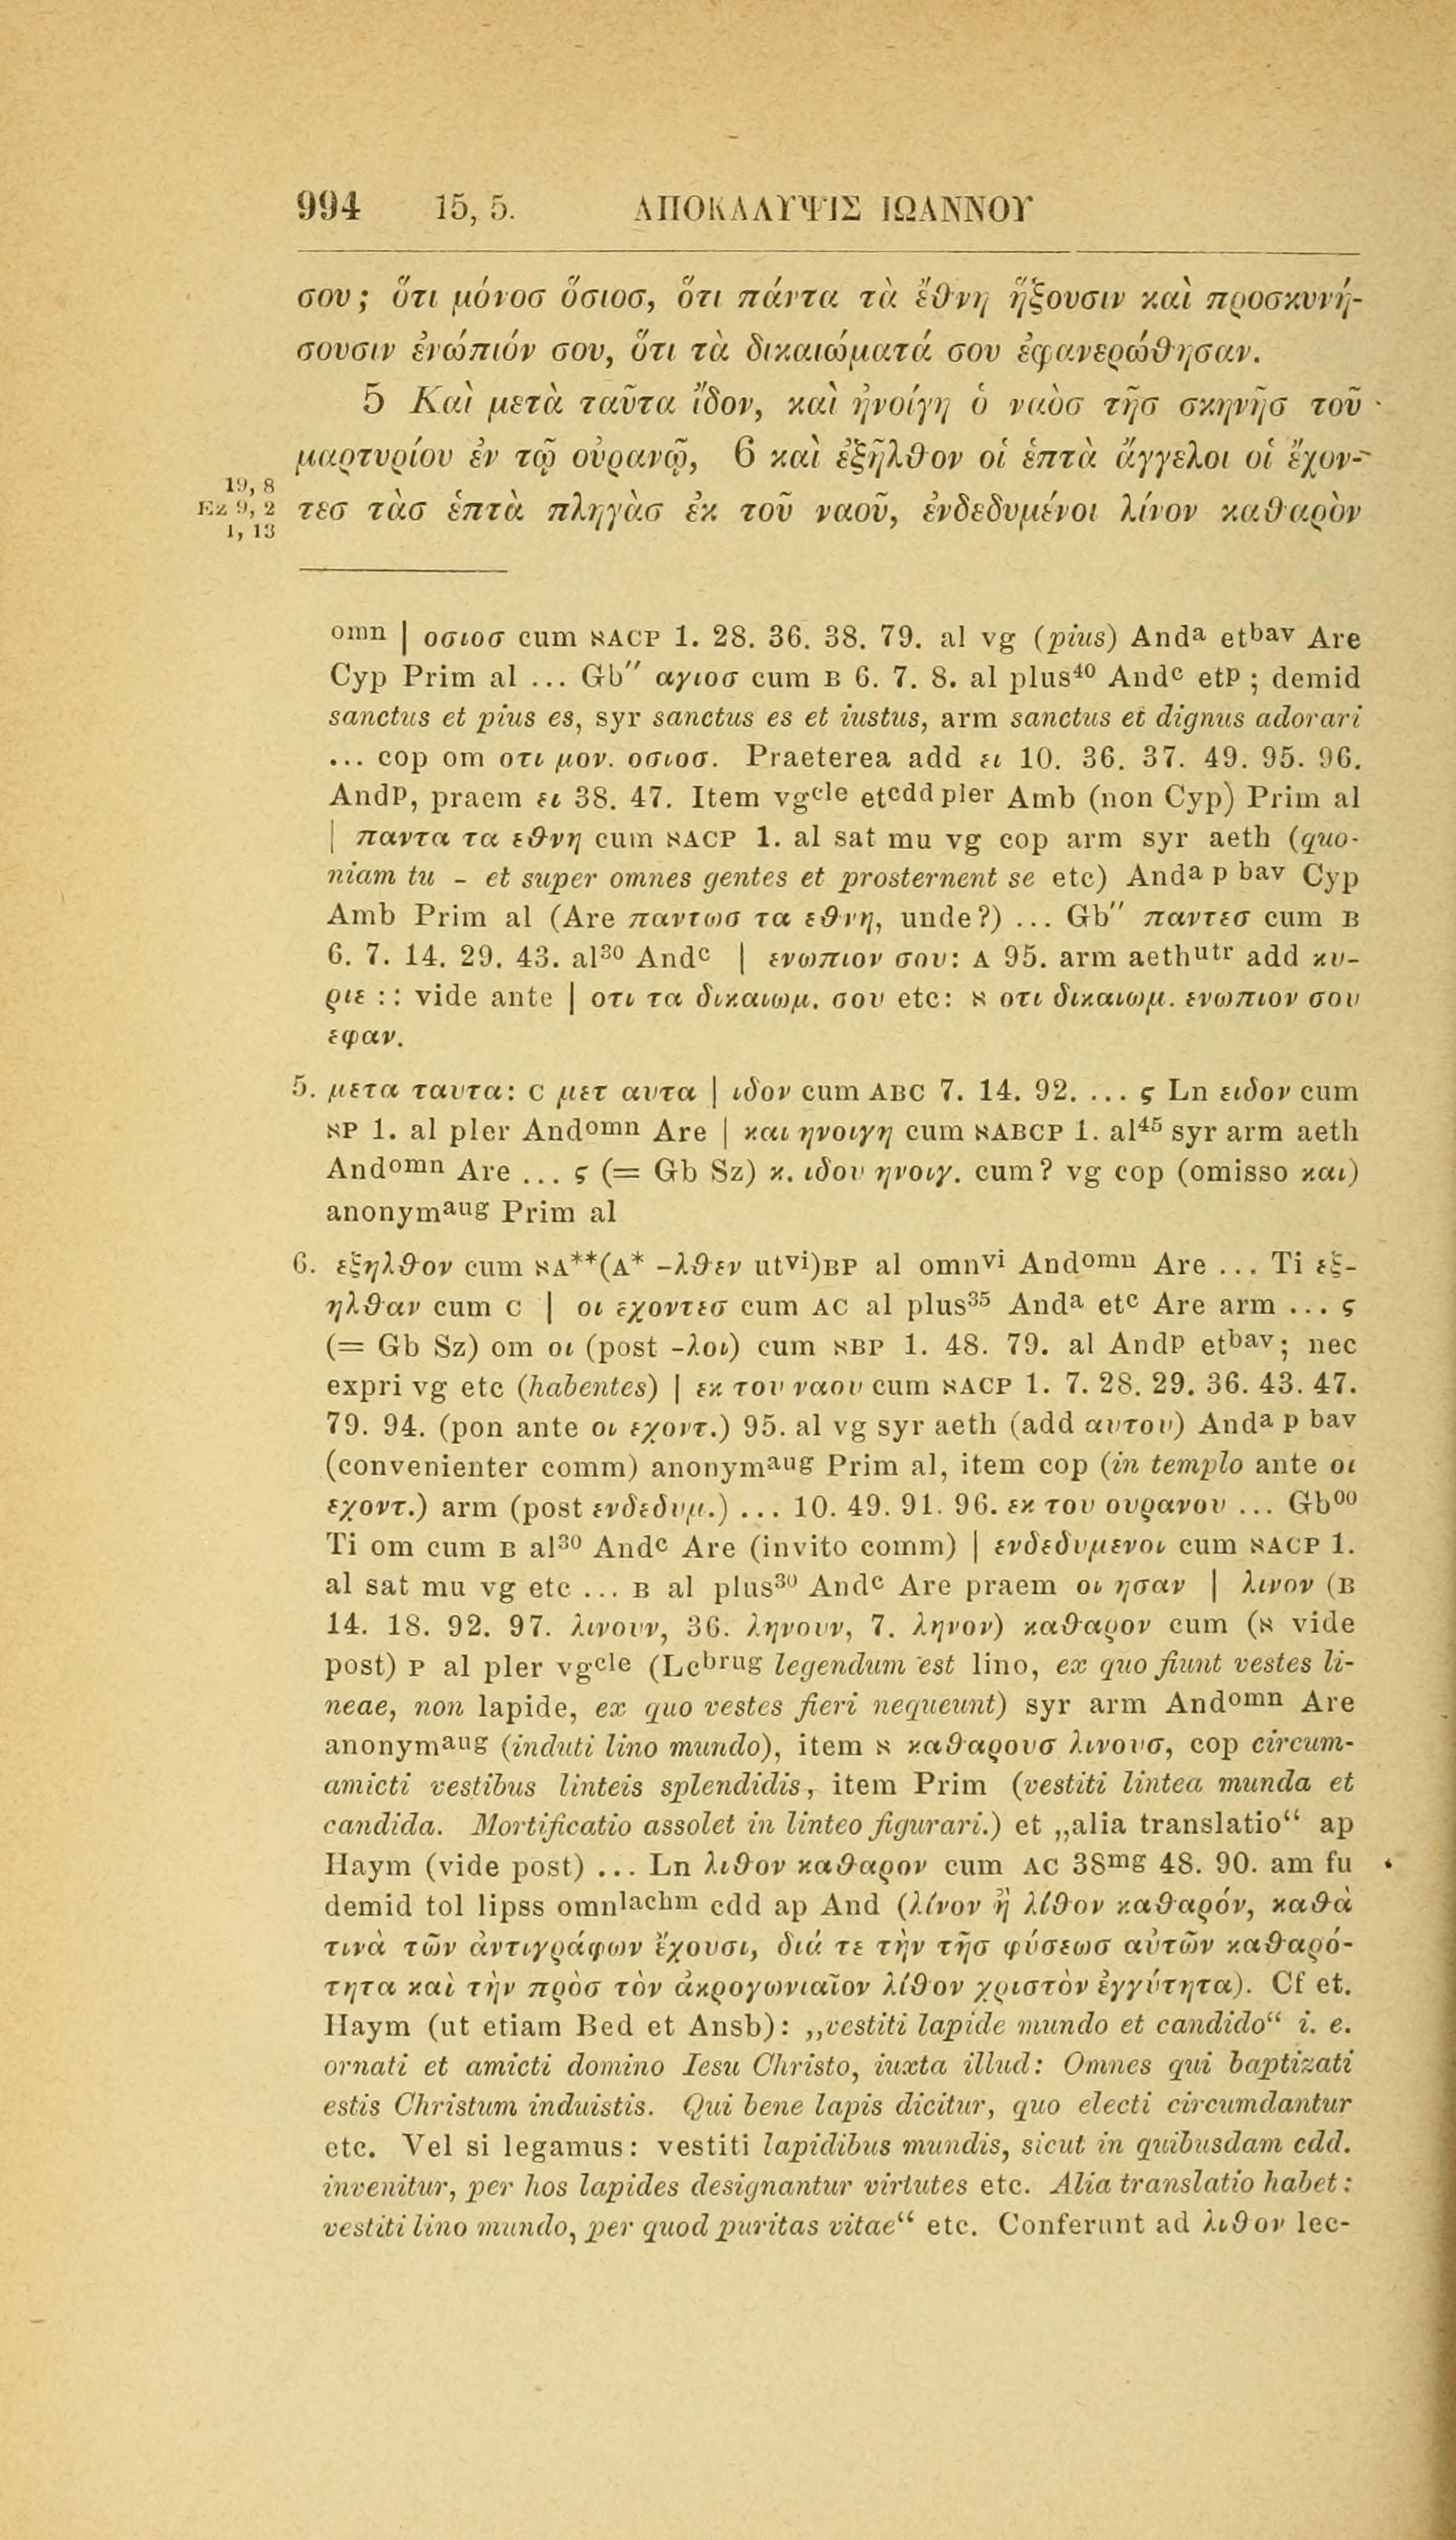 994 15, 5. ΑΠΟΚΑΛΥΨΙΣ ΙΩΑΝΝΟΥ
σου; ὅτι μόνοσ ὅσιοσ, ὅτι πάντα τὰ ἔθνη ἥξουσιν καὶ προσκυνή-
σουσιν ἐνώπιόν σου, ὅτι τὰ δικαιώματά σου ἐφανερώθησαν.
5 Καὶ μετὰ ταῦτα ἴδον, καὶ ἠνοίγη ὁ ναὸσ τῆσ σκηνῆσ τοῦ
μαρτυρίου ἐν τῷ οὐρανῷ, 6 καὶ ἐξῆλθον οἱ ἑπτὰ ἄγγελοι οἱ ἔχον-
19, 8
Ez 9, 2
1, 13
τεσ τὰσ ἑπτὰ πληγὰσ ἐκ τοῦ ναοῦ, ἐνδεδυμένοι λίνον καθαρὸν
omn | οσιοσ cum ℵACP 1. 28. 36. 38. 79. al vg (pius) Andᵃ etᵇᵃᵛ Are
Cyp Prim al ... Gb″ αγιοσ cum B 6. 7. 8. al plus⁴⁰ Andᶜ etᵖ; demid
sanctus et pius es, syr sanctus es et iustus, arm sanctus et dignus adorari
... cop om οτι μον. οσιοσ. Praeterea add ει 10. 36. 37. 49. 95. 96.
Andᵖ, praem ει 38. 47. Item vgᶜˡᵉ etᶜᵈᵈ ᵖˡᵉʳ Amb (non Cyp) Prim al
| παντα τα εθνη cum ℵACP 1. al sat mu vg cop arm syr aeth (quo-
niam tu - et super omnes gentes et prosternent se etc) Andᵃ ᵖ ᵇᵃᵛ Cyp
Amb Prim al (Are παντωσ τα εθνη, unde?) ... Gb″ παντεσ cum B
6. 7. 14. 29. 43. al³⁰ Andᶜ | ενωπιον σου: A 95. arm aethᵘᵗʳ add κυ-
ριε :: vide ante | οτι τα δικαιωμ. σου etc: ℵ οτι δικαιωμ. ενωπιον σου
εφαν.
5. μετα ταυτα: C μετ αυτα | ιδον cum ABC 7. 14. 92. ... ς Ln ειδον cum
ℵP 1. al pler Andᵒᵐⁿ Are | και ηνοιγη cum ℵABCP 1. al⁴⁵ syr arm aeth
Andᵒᵐⁿ Are ... ς (= Gb Sz) κ. ιδου ηνοιγ. cum? vg cop (omisso και)
anonymᵃᵘᵍ Prim al
6. εξηλθον cum ℵA**(A* -λθεν utᵛⁱ)BP al omnᵛⁱ Andᵒᵐⁿ Are ... Ti εξ-
ηλθαν cum C | οι εχοντεσ cum AC al plus³⁵ Andᵃ etᶜ Are arm ... ς
(= Gb Sz) om οι (post -λοι) cum ℵBP 1. 48. 79. al Andᵖ etᵇᵃᵛ; nec
expri vg etc (habentes) | εκ του ναου cum ℵACP 1. 7. 28. 29. 36. 43. 47.
79. 94. (pon ante οι εχοντ.) 95. al vg syr aeth (add αυτου) Andᵃ ᵖ ᵇᵃᵛ
(convenienter comm) anonymᵃᵘᵍ Prim al, item cop (in templo ante οι
εχοντ.) arm (post ενδεδυμ.) ... 10. 49. 91. 96. εκ του ουρανου ... Gb⁰⁰
Ti om cum B al³⁰ Andᶜ Are (invito comm) | ενδεδυμενοι cum ℵACP 1.
al sat mu vg etc ... B al plus³⁰ Andᶜ Are praem οι ησαν | λινον (B
14. 18. 92. 97. λινουν, 36. ληνουν, 7. ληνον) καθαρον cum (ℵ vide
post) P al pler vgᶜˡᵉ (Lcᵇʳᵘᵍ legendum est lino, ex quo fiunt vestes li-
neae, non lapide, ex quo vestes fieri nequeunt) syr arm Andᵒᵐⁿ Are
anonymᵃᵘᵍ (induti lino mundo), item ℵ καθαρουσ λινουσ, cop circum-
amicti vestibus linteis splendidis, item Prim (vestiti lintea munda et
candida. Mortificatio assolet in linteo figurari.) et „alia translatio“ ap
Haym (vide post) ... Ln λιθον καθαρον cum AC 38ᵐᵍ 48. 90. am fu
demid tol lipss omnˡᵃᶜʰᵐ cdd ap And (λίνον ἢ λίθον καθαρόν, καθὰ
τινὰ τῶν ἀντιγράφων ἔχουσι, διά τε τὴν τῆσ φύσεωσ αὐτῶν καθαρό-
τητα καὶ τὴν πρὸσ τὸν ἀκρογωνιαῖον λίθον χριστὸν ἐγγύτητα). Cf et.
Haym (ut etiam Bed et Ansb): „vestiti lapide mundo et candido“ i. e.
ornati et amicti domino Iesu Christo, iuxta illud: Omnes qui baptizati
estis Christum induistis. Qui bene lapis dicitur, quo electi circumdantur
etc. Vel si legamus: vestiti lapidibus mundis, sicut in quibusdam cdd.
invenitur, per hos lapides designantur virtutes etc. Alia translatio habet:
vestiti lino mundo, per quod puritas vitae“ etc. Conferunt ad λιθον lec-